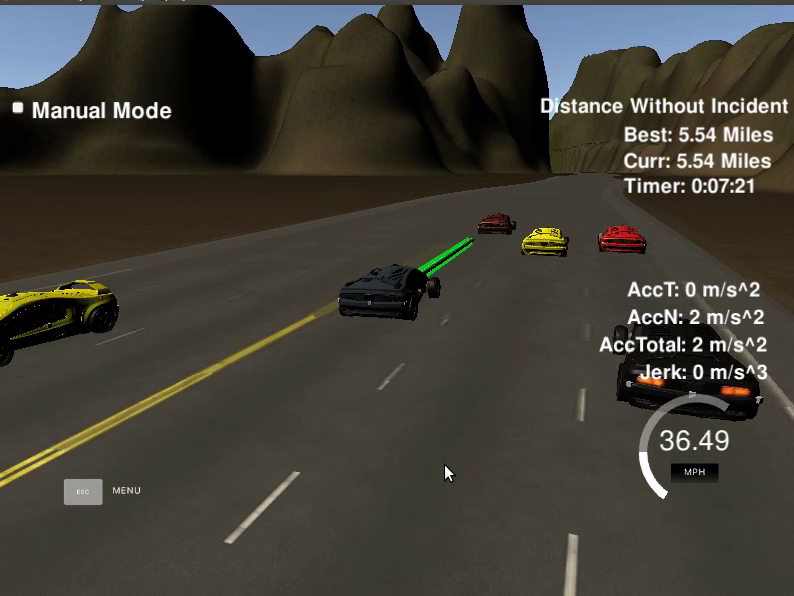 Manual Mode
Distance Without Incident
Best: 5.54 Miles
Curr: 5.54 Miles
Timer: 0:07:21
AccT: 0 m/s^2
AccN: 2 m/s^2
AccTotal: 2 m/s^2
Jerk: 0 m/s^3
36.49
MPH
ESC MENU